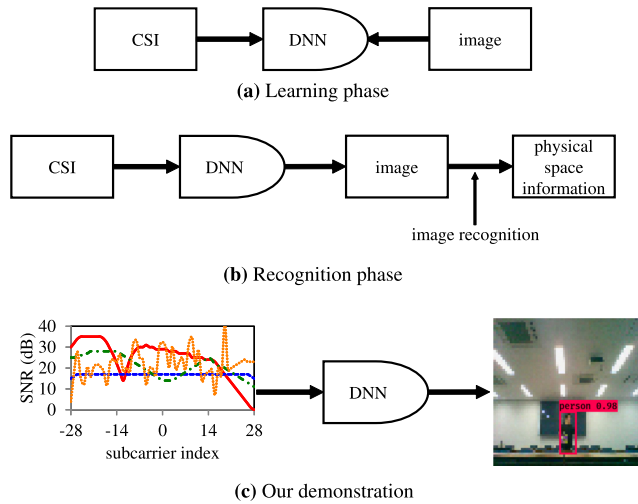 CSI
DNN
image
(a) Learning phase
CSI
DNN
image
physical
space
information
image recognition
(b) Recognition phase
SNR (dB)
40
30
20
10
0
-28
-14
0
14
28
subcarrier index
DNN
person 0.98
(c) Our demonstration